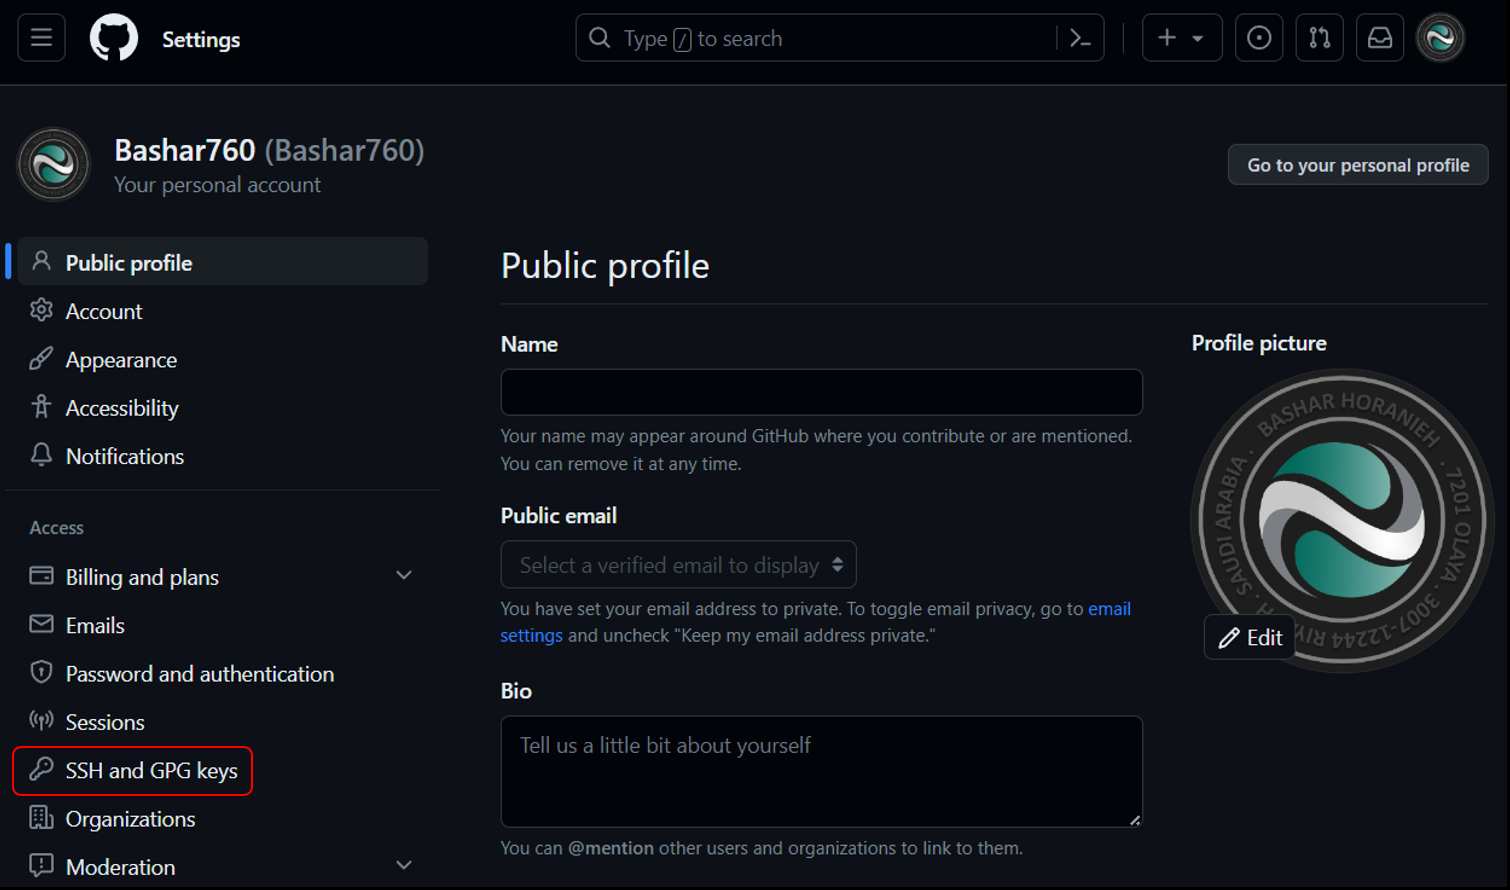 Settings
Type / to search
Bashar760 (Bashar760)
Your personal account
Go to your personal profile
Public profile
Account
Appearance
Accessibility
Notifications
Access
Billing and plans
Emails
Password and authentication
Sessions
SSH and GPG keys
Organizations
Moderation
Public profile
Name
Your name may appear around GitHub where you contribute or are mentioned.
You can remove it at any time.
Public email
Select a verified email to display
You have set your email address to private. To toggle email privacy, go to email
settings and uncheck "Keep my email address private."
Bio
Tell us a little bit about yourself
You can @mention other users and organizations to link to them.
Profile picture
BASHAR HORANIEH . 7201 OLAYA . 3007-12244
SAUDI ARABIA .
Edit